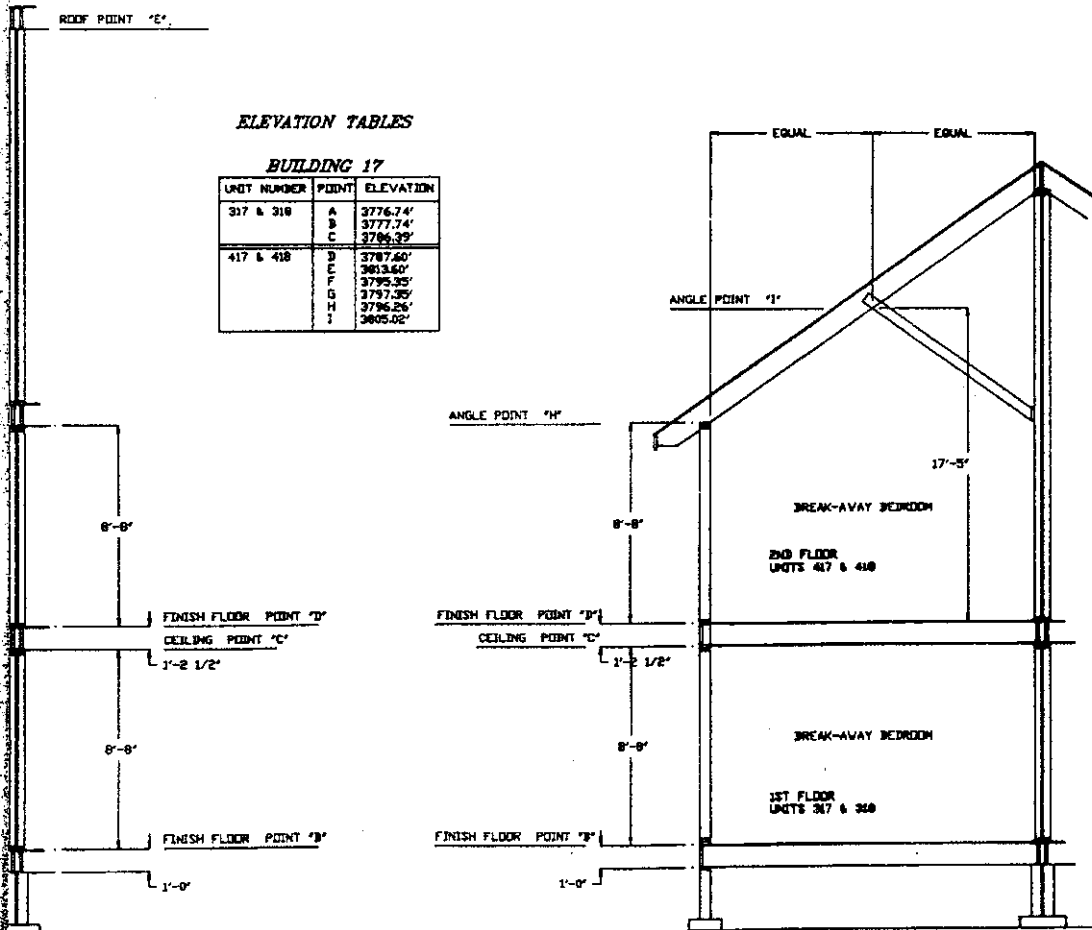 ROOF POINT "E"
ELEVATION TABLES
BUILDING 17
UNIT NUMBER POINT ELEVATION
317 & 318 A 3776.74'
B 3777.74'
C 3786.39'
417 & 418 D 3787.60'
E 3813.60'
F 3795.35'
G 3797.35'
H 3796.26'
I 3805.02'
EQUAL EQUAL
ANGLE POINT "I"
ANGLE POINT "H"
17'-5"
8'-8"
8'-8"
BREAK-AWAY BEDROOM
2ND FLOOR
UNITS 417 & 418
FINISH FLOOR POINT "D"
FINISH FLOOR POINT "D"
CEILING POINT "C"
CEILING POINT "C"
1'-2 1/2"
1'-2 1/2"
8'-8"
8'-8"
BREAK-AWAY BEDROOM
1ST FLOOR
UNITS 317 & 318
FINISH FLOOR POINT "B"
FINISH FLOOR POINT "B"
1'-0"
1'-0"